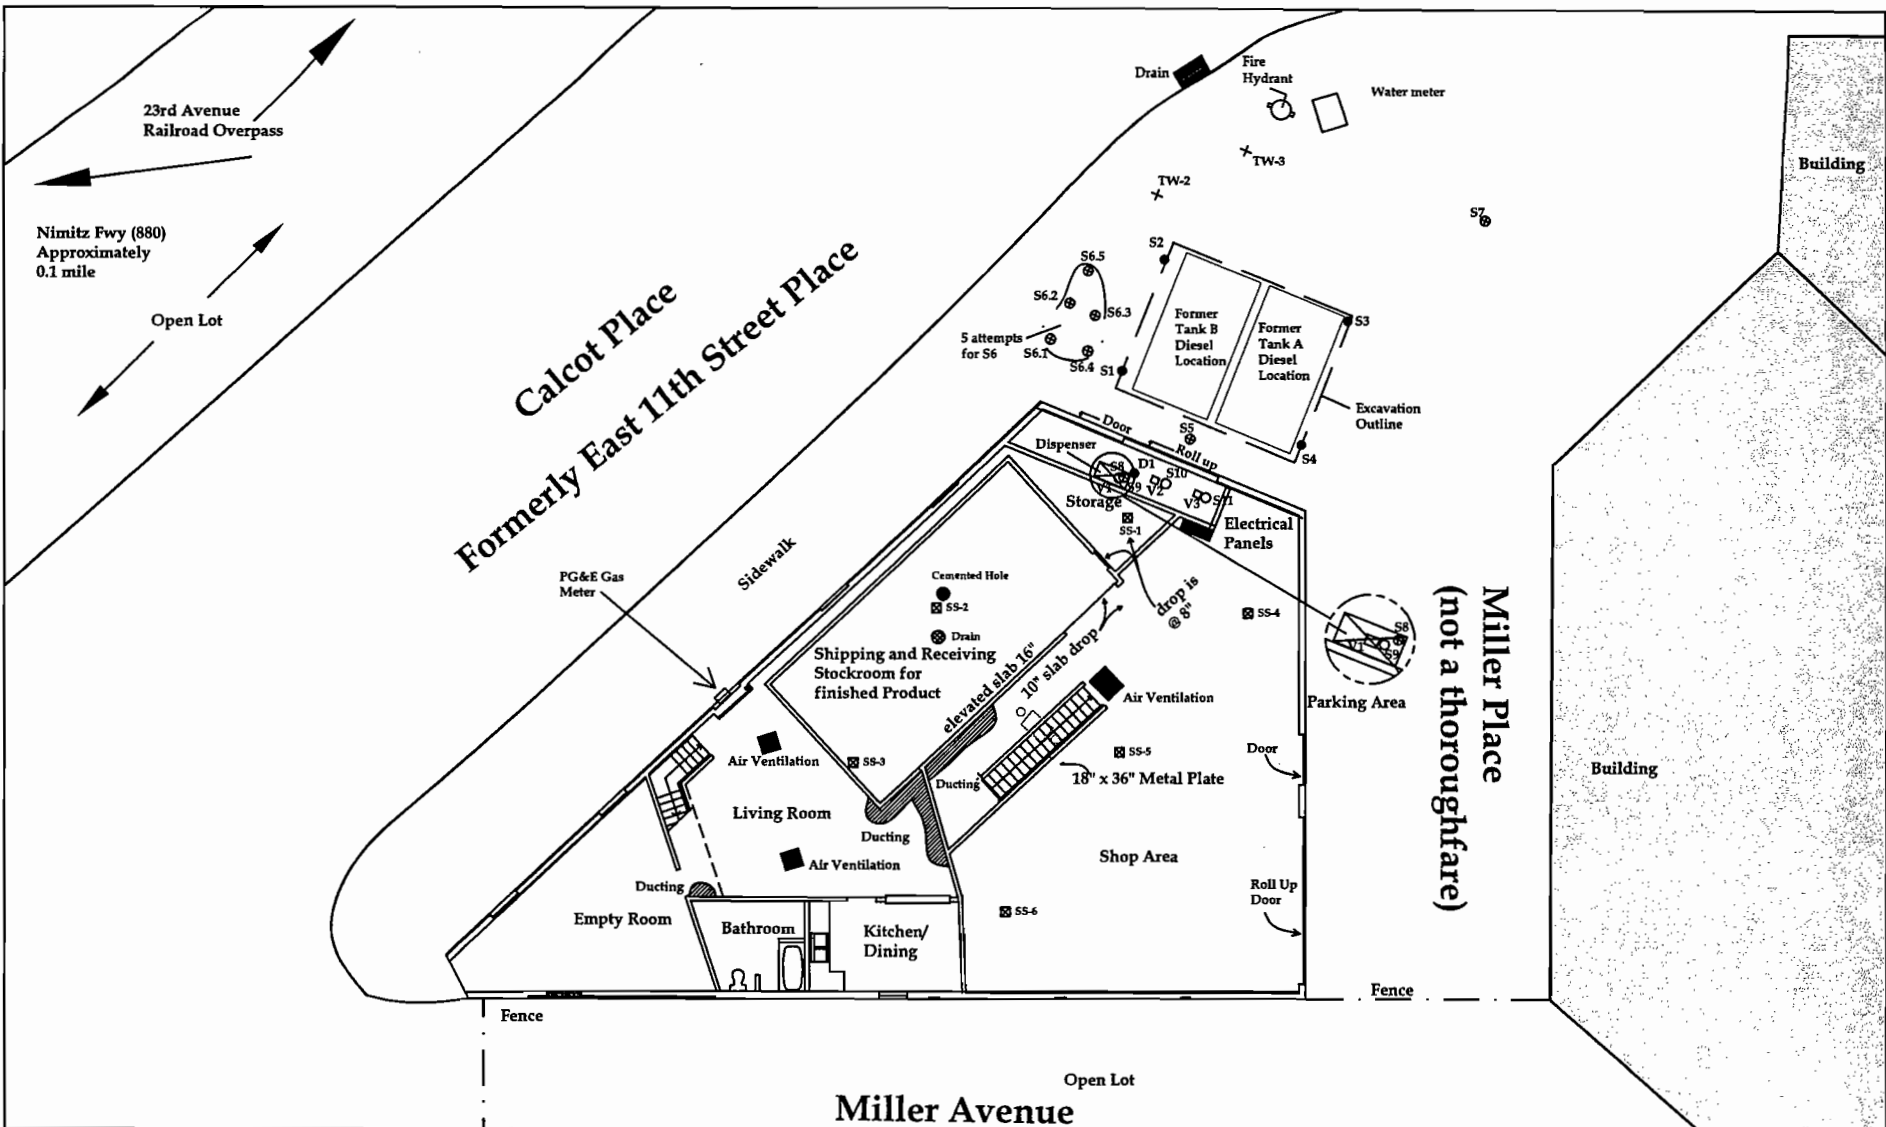 Drain
Fire
Hydrant
Water meter
23rd Avenue
Railroad Overpass
TW-3
TW-2
Building
S7
Nimitz Fwy (880)
Approximately
0.1 mile
Open Lot
Calcot Place
Formerly East 11th Street Place
S2
S6.5
S6.2
S6.3
5 attempts
for S6
S6.1
S6.4
S1
Former
Tank B
Diesel
Location
Former
Tank A
Diesel
Location
S3
Excavation
Outline
S4
S5
Door
Roll up
Dispenser
S8
D1
S10
V1
S9
V2
V3
S11
Storage
SS-1
Electrical
Panels
Sidewalk
PG&E Gas
Meter
Cemented Hole
SS-2
Drain
Shipping and Receiving
Stockroom for
finished Product
drop is
@ 8"
elevated slab 16"
10" slab drop
SS-4
S8
V1
S9
Parking Area
Miller Place
(not a thoroughfare)
Air Ventilation
Air Ventilation
SS-3
SS-5
Ducting
18" x 36" Metal Plate
Door
Building
Living Room
Ducting
Shop Area
Air Ventilation
Ducting
Roll Up
Door
Empty Room
Bathroom
Kitchen/
Dining
SS-6
Fence
Fence
Open Lot
Miller Avenue